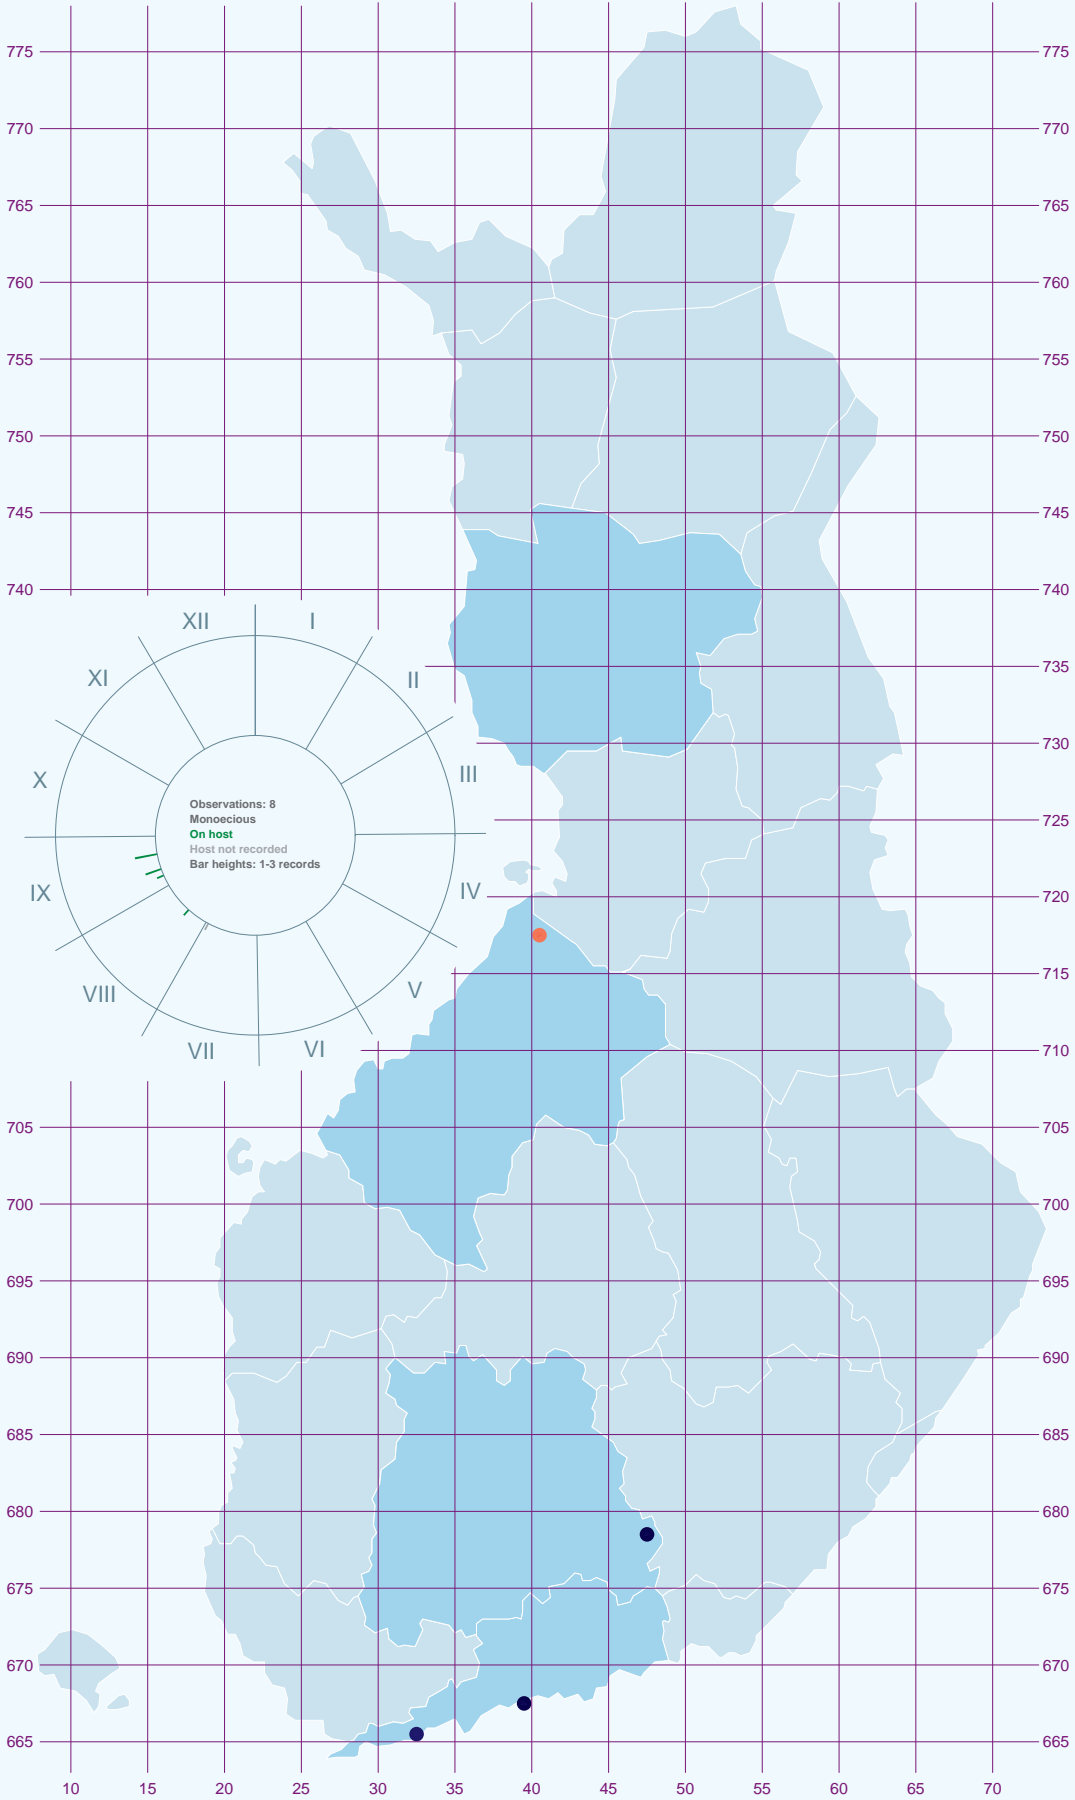 775 775
770 770
765 765
760 760
755 755
750 750
745 745
740 740
XII I
735
XI II
730
X III
Observations: 8
Monoecious
725
On host
Host not recorded
Bar heights: 1-3 records
IX IV
720
715
VIII V
VII VI
710
705 705
700 700
695 695
690 690
685 685
680 680
675 675
670 670
665 665
10 15 20 25 30 35 40 45 50 55 60 65 70